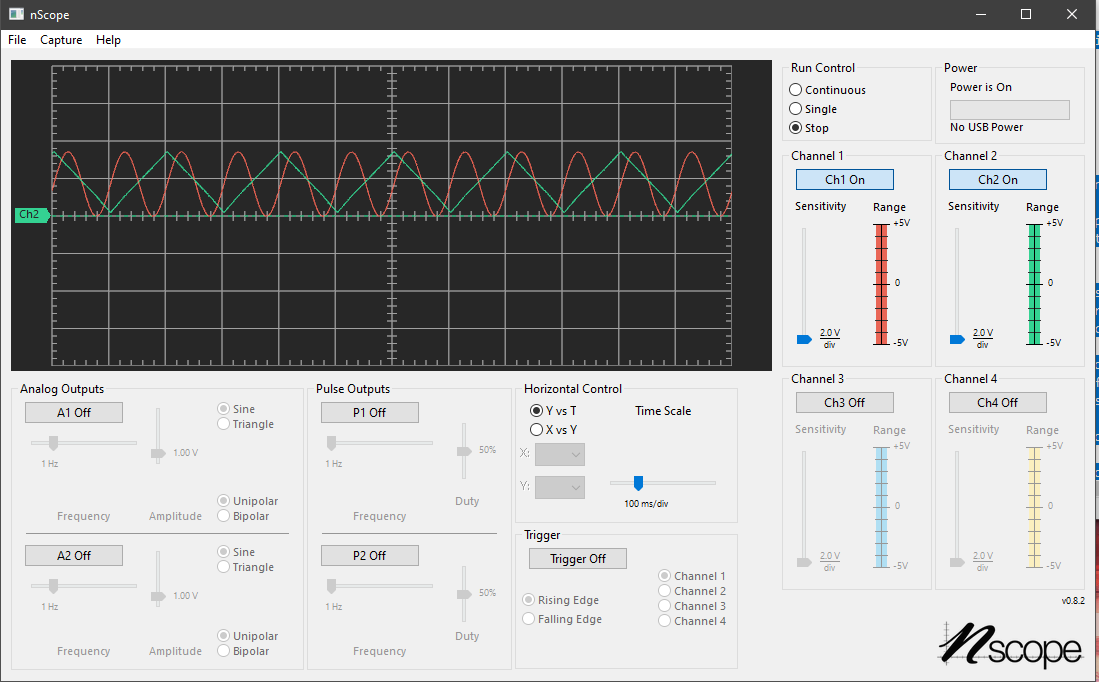 nScope
File Capture Help
Ch2
Run Control
Continuous
Single
Stop
Power
Power is On
No USB Power
Channel 1
Ch1 On
Sensitivity Range
+5V
0
-5V
2.0 V
div
Channel 2
Ch2 On
Sensitivity Range
+5V
0
-5V
2.0 V
div
Channel 3
Ch3 Off
Sensitivity Range
+5V
0
-5V
2.0 V
div
Channel 4
Ch4 Off
Sensitivity Range
+5V
0
-5V
2.0 V
div
Analog Outputs
A1 Off
1 Hz
1.00 V
Sine
Triangle
Unipolar
Bipolar
Frequency Amplitude
A2 Off
1 Hz
1.00 V
Sine
Triangle
Unipolar
Bipolar
Frequency Amplitude
Pulse Outputs
P1 Off
1 Hz
50%
Duty
Frequency
P2 Off
1 Hz
50%
Duty
Frequency
Horizontal Control
Y vs T
X vs Y
X:
Y:
Time Scale
100 ms/div
Trigger
Trigger Off
Rising Edge
Falling Edge
Channel 1
Channel 2
Channel 3
Channel 4
v0.8.2
nscope